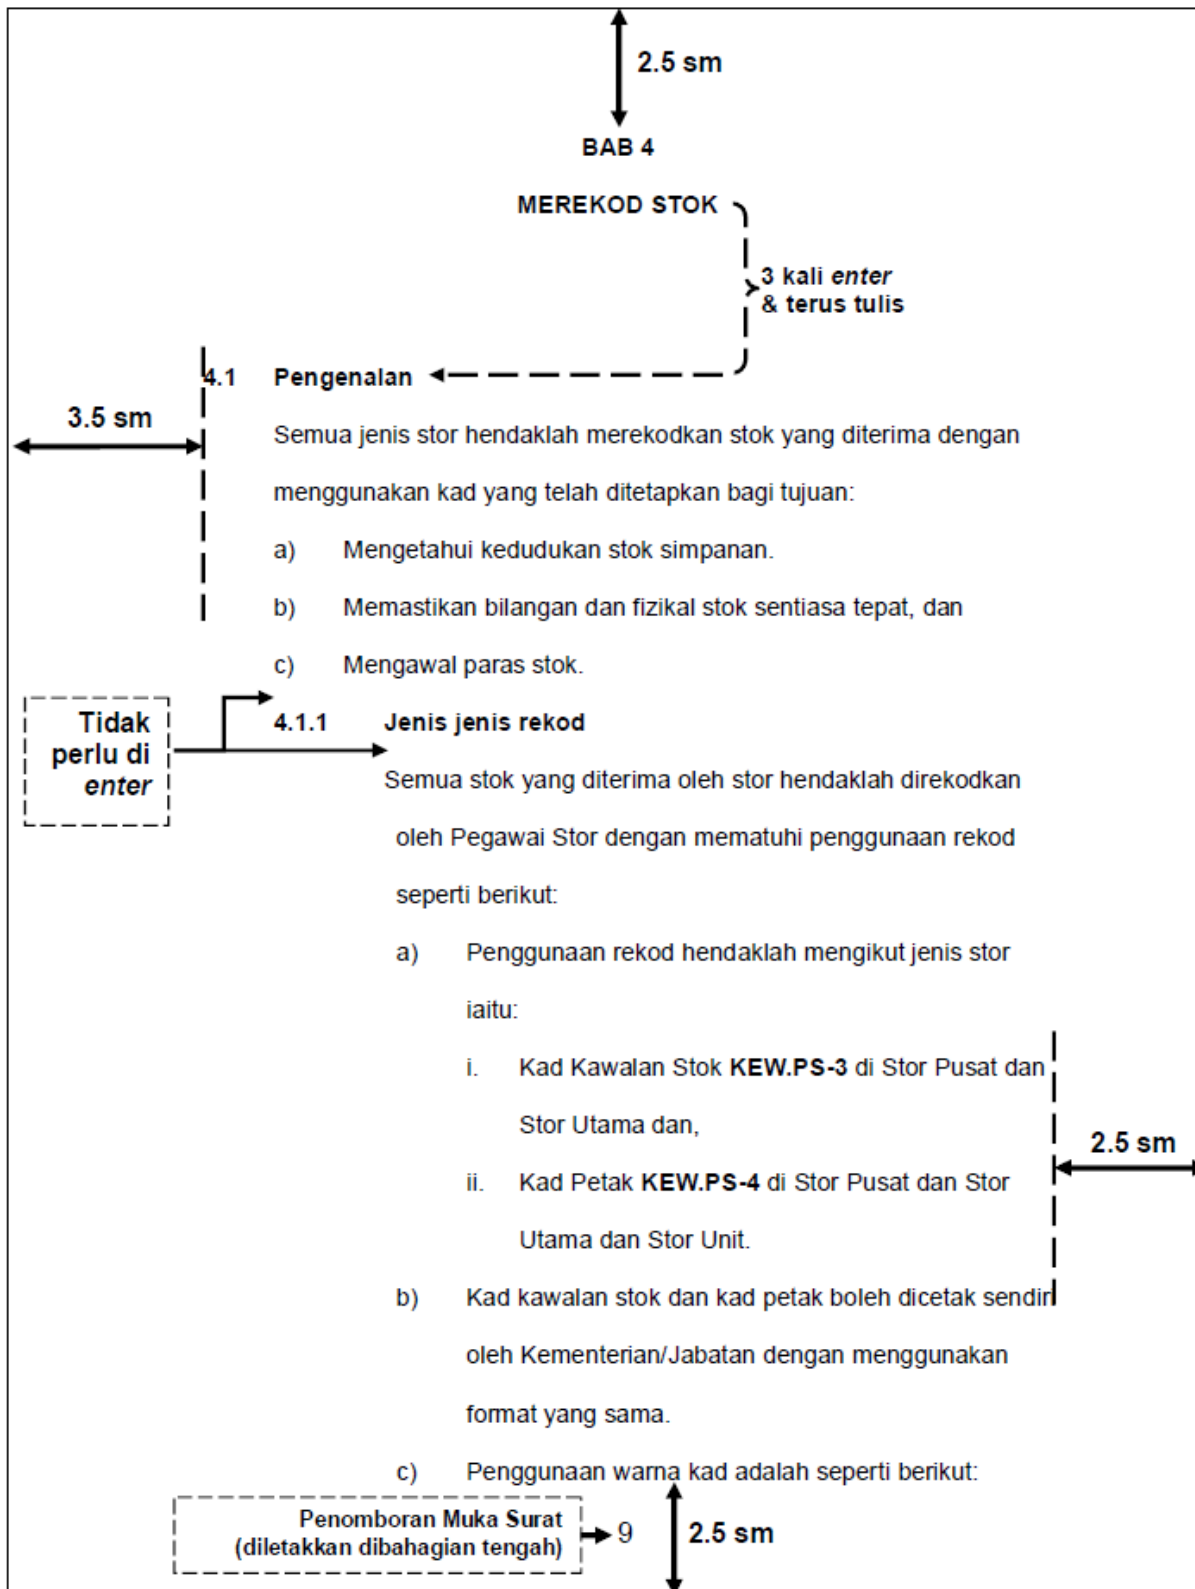 2.5 sm
BAB 4
MEREKOD STOK
3 kali enter
& terus tulis
4.1 Pengenalan
3.5 sm
Semua jenis stor hendaklah merekodkan stok yang diterima dengan
menggunakan kad yang telah ditetapkan bagi tujuan:
a) Mengetahui kedudukan stok simpanan.
b) Memastikan bilangan dan fizikal stok sentiasa tepat, dan
c) Mengawal paras stok.
Tidak
perlu di
enter
4.1.1 Jenis jenis rekod
Semua stok yang diterima oleh stor hendaklah direkodkan
oleh Pegawai Stor dengan mematuhi penggunaan rekod
seperti berikut:
a) Penggunaan rekod hendaklah mengikut jenis stor
iaitu:
i. Kad Kawalan Stok KEW.PS-3 di Stor Pusat dan
Stor Utama dan,
2.5 sm
ii. Kad Petak KEW.PS-4 di Stor Pusat dan Stor
Utama dan Stor Unit.
b) Kad kawalan stok dan kad petak boleh dicetak sendiri
oleh Kementerian/Jabatan dengan menggunakan
format yang sama.
c) Penggunaan warna kad adalah seperti berikut:
Penomboran Muka Surat
(diletakkan dibahagian tengah)
9
2.5 sm